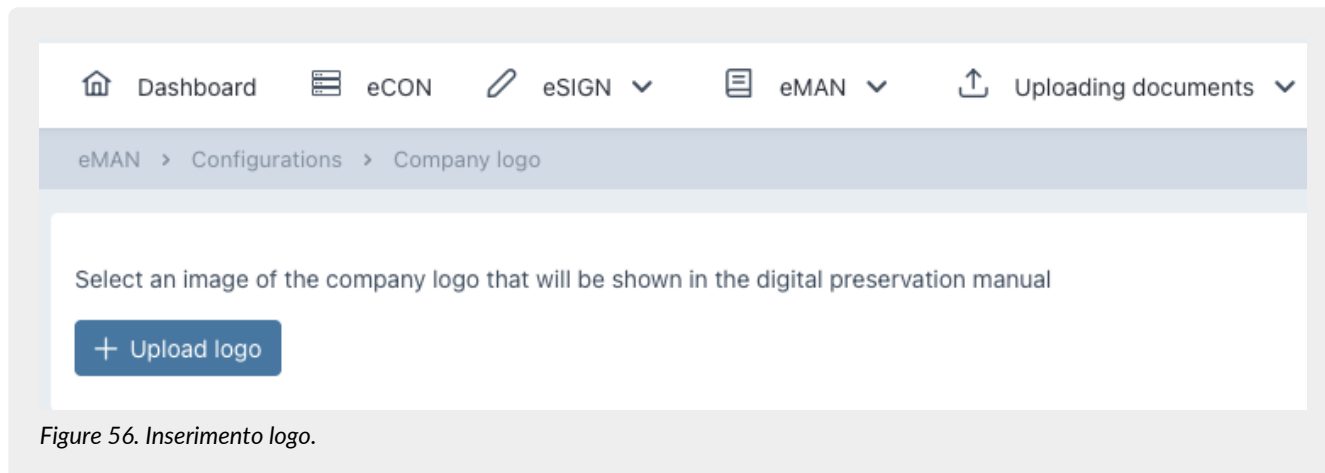 Dashboard eCON eSIGN eMAN Uploading documents
eMAN > Configurations > Company logo
Select an image of the company logo that will be shown in the digital preservation manual
+ Upload logo
Figure 56. Inserimento logo.